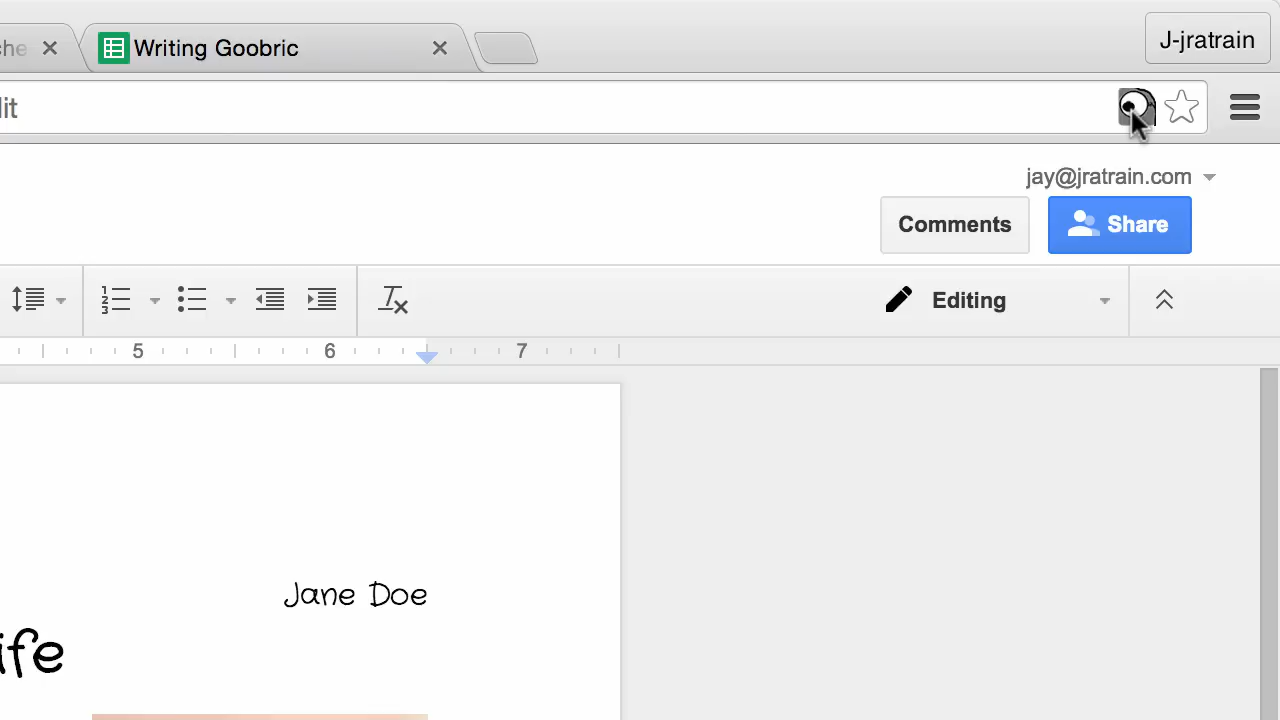 che
Writing Goobric
J-jratrain
lit
jay@jratrain.com
Comments
Share
Editing
5 6 7
Jane Doe
ife